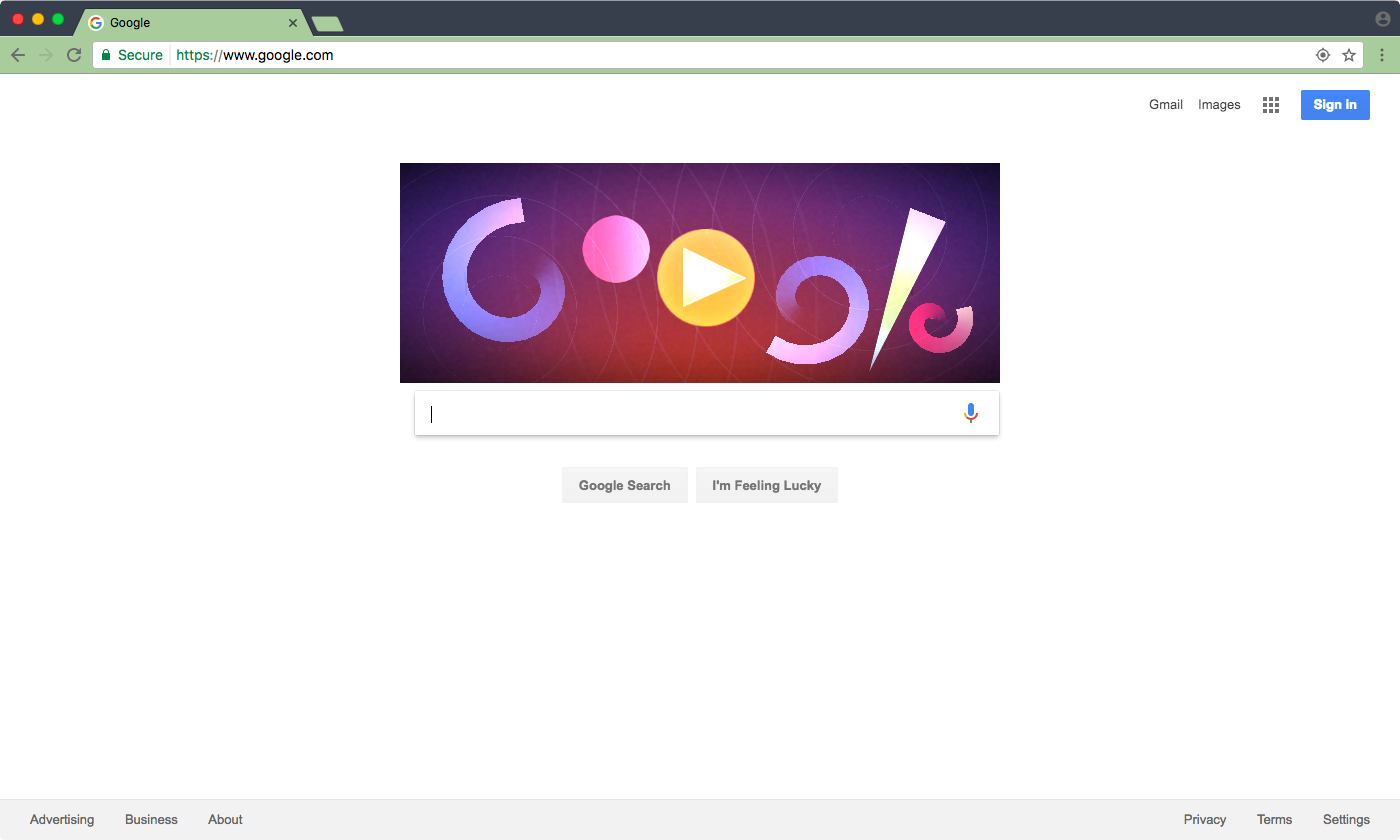 Google
Secure https://www.google.com
Gmail Images Sign in
Google Search I'm Feeling Lucky
Advertising Business About Privacy Terms Settings